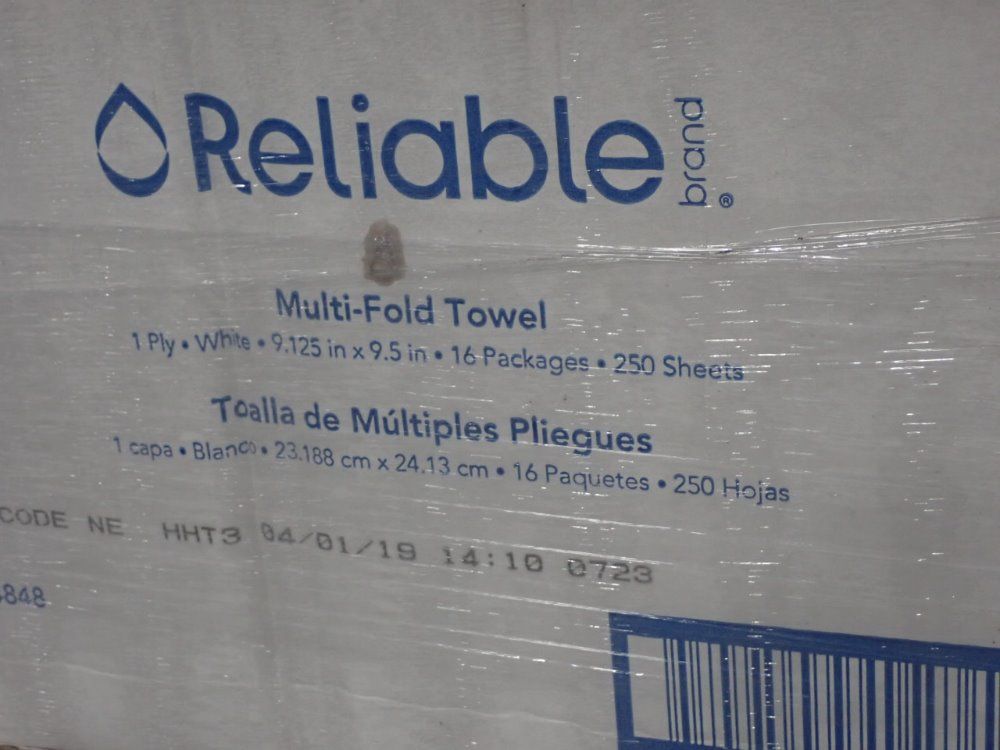 Reliable brand®
Multi-Fold Towel
1 Ply • White • 9.125 in x 9.5 in • 16 Packages • 250 Sheets
Toalla de Múltiples Pliegues
1 capa • Blanco • 23.188 cm x 24.13 cm • 16 Paquetes • 250 Hojas
CODE NE HHT3 04/01/19 14:10 0723
848